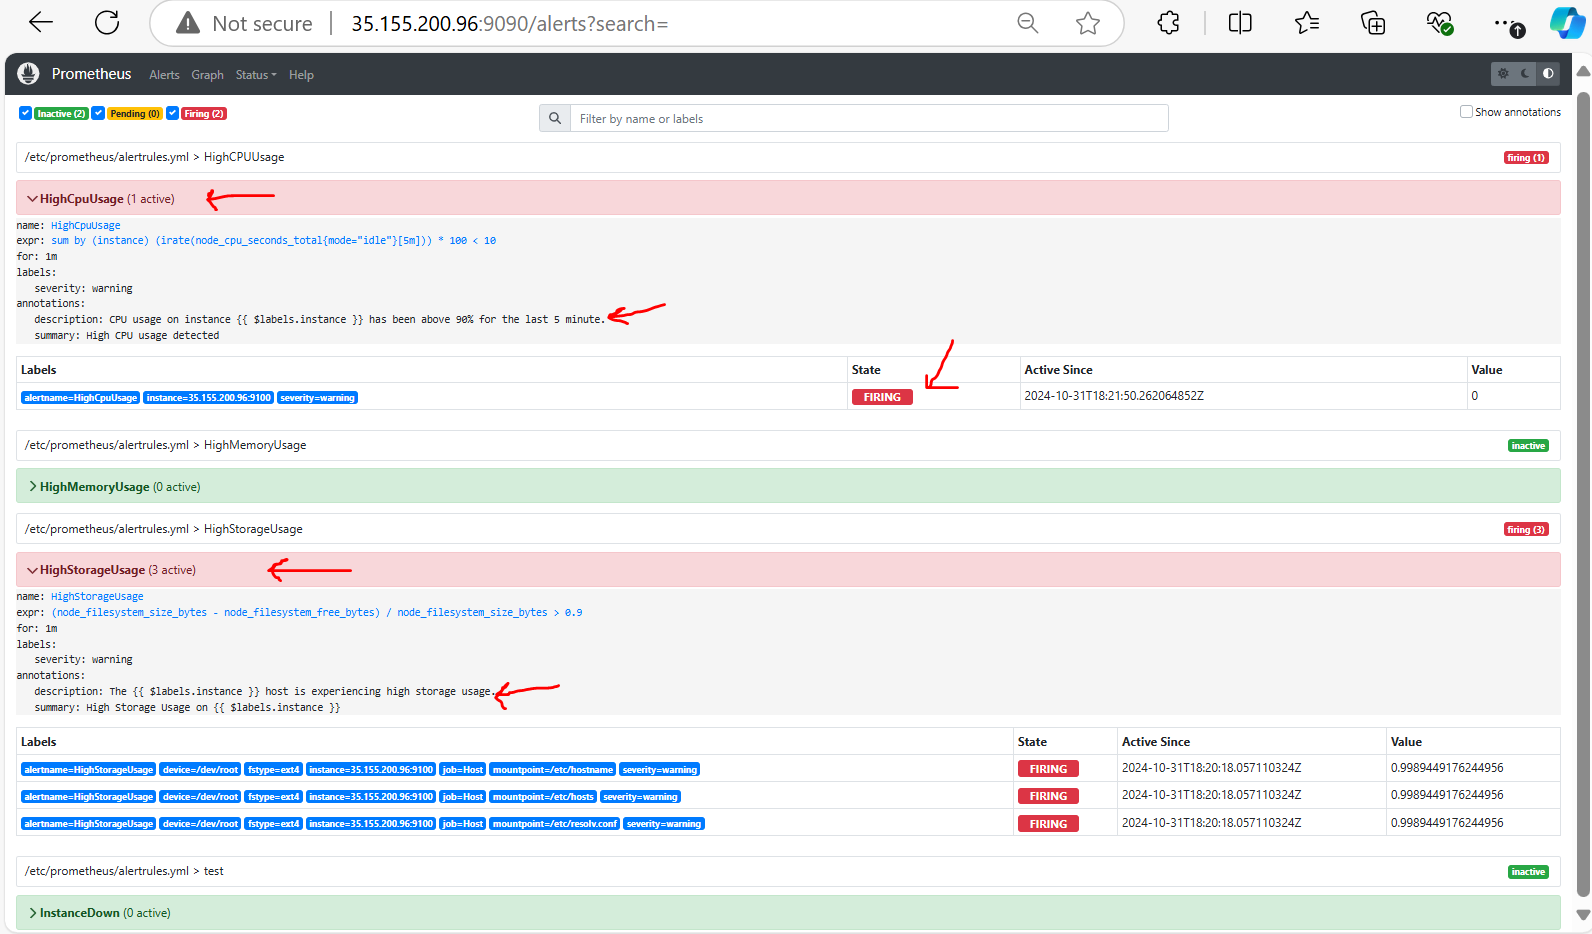 Not secure 35.155.200.96:9090/alerts?search=
Prometheus Alerts Graph Status Help
Inactive (2) Pending (0) Firing (2)
Filter by name or labels
Show annotations
/etc/prometheus/alertrules.yml > HighCPUUsage
firing (1)
HighCpuUsage (1 active)
name: HighCpuUsage
expr: sum by (instance) (irate(node_cpu_seconds_total{mode="idle"}[5m])) * 100 < 10
for: 1m
labels:
severity: warning
annotations:
description: CPU usage on instance {{ $labels.instance }} has been above 90% for the last 5 minute.
summary: High CPU usage detected
Labels State Active Since Value
alertname=HighCpuUsage instance=35.155.200.96:9100 severity=warning FIRING 2024-10-31T18:21:50.262064852Z 0
/etc/prometheus/alertrules.yml > HighMemoryUsage
inactive
HighMemoryUsage (0 active)
/etc/prometheus/alertrules.yml > HighStorageUsage
firing (3)
HighStorageUsage (3 active)
name: HighStorageUsage
expr: (node_filesystem_size_bytes - node_filesystem_free_bytes) / node_filesystem_size_bytes > 0.9
for: 1m
labels:
severity: warning
annotations:
description: The {{ $labels.instance }} host is experiencing high storage usage.
summary: High Storage Usage on {{ $labels.instance }}
Labels State Active Since Value
alertname=HighStorageUsage device=/dev/root fstype=ext4 instance=35.155.200.96:9100 job=Host mountpoint=/etc/hostname severity=warning FIRING 2024-10-31T18:20:18.057110324Z 0.9989449176244956
alertname=HighStorageUsage device=/dev/root fstype=ext4 instance=35.155.200.96:9100 job=Host mountpoint=/etc/hosts severity=warning FIRING 2024-10-31T18:20:18.057110324Z 0.9989449176244956
alertname=HighStorageUsage device=/dev/root fstype=ext4 instance=35.155.200.96:9100 job=Host mountpoint=/etc/resolv.conf severity=warning FIRING 2024-10-31T18:20:18.057110324Z 0.9989449176244956
/etc/prometheus/alertrules.yml > test
inactive
InstanceDown (0 active)